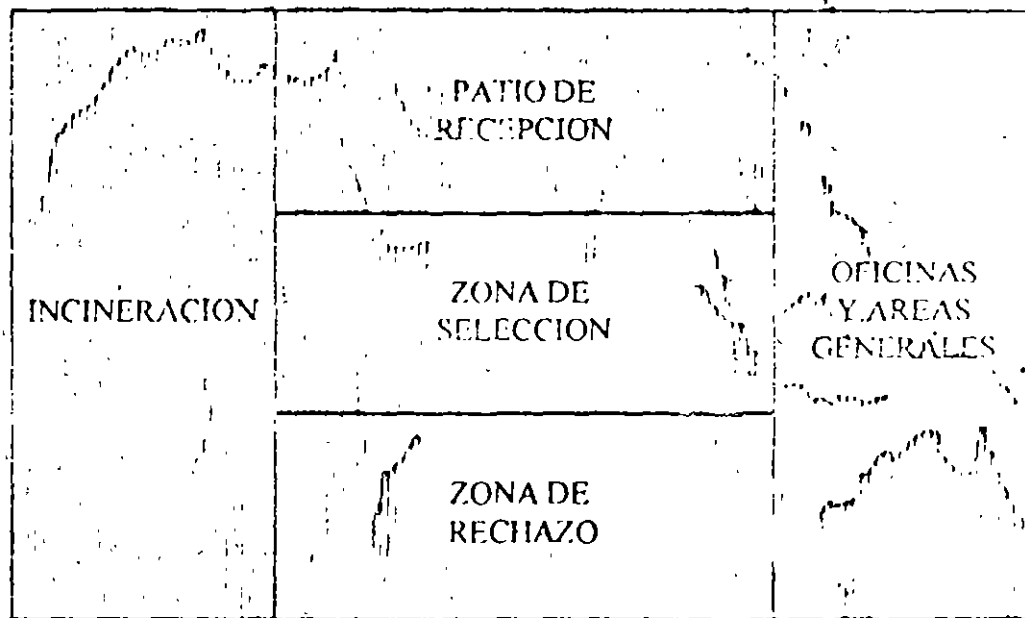 PATIO DE
RECEPCION
INCINERACION
ZONA DE
SELECCION
OFICINAS
Y AREAS
GENERALES
ZONA DE
RECHAZO